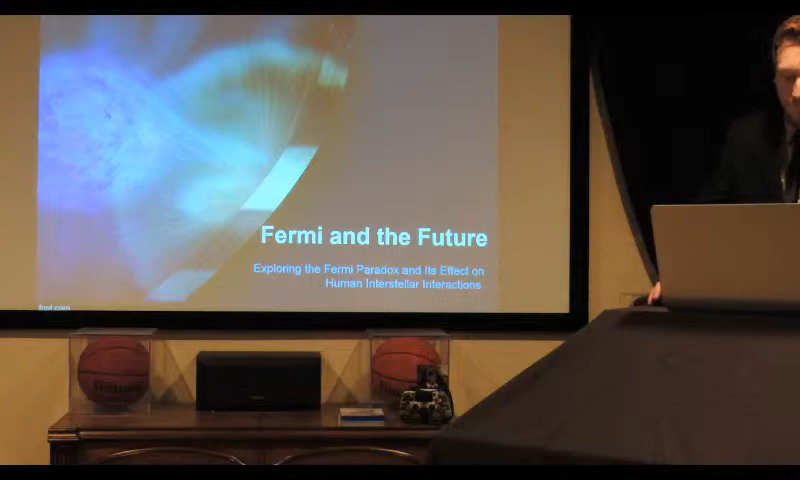 Fermi and the Future
Exploring the Fermi Paradox and Its Effect on
Human Interstellar Interactions